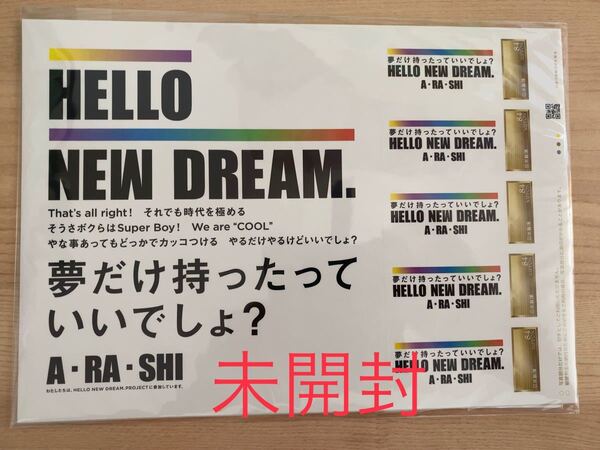 HELLO
NEW DREAM.
That's all right! それでも時代を極める
そうさボクらはSuper Boy! We are "COOL"
やな事あってもどっかでカッコつける やるだけやるけどいいでしょ?
夢だけ持ったって
いいでしょ?
A・RA・SHI
わたしたちは、HELLO NEW DREAM.PROJECTに参加しています。
夢だけ持ったっていいでしょ?
HELLO NEW DREAM.
A・RA・SHI
84
夢だけ持ったっていいでしょ?
HELLO NEW DREAM.
A・RA・SHI
84
夢だけ持ったっていいでしょ?
HELLO NEW DREAM.
A・RA・SHI
84
夢だけ持ったっていいでしょ?
HELLO NEW DREAM.
A・RA・SHI
84
夢だけ持ったっていいでしょ?
HELLO NEW DREAM.
A・RA・SHI
84
未開封